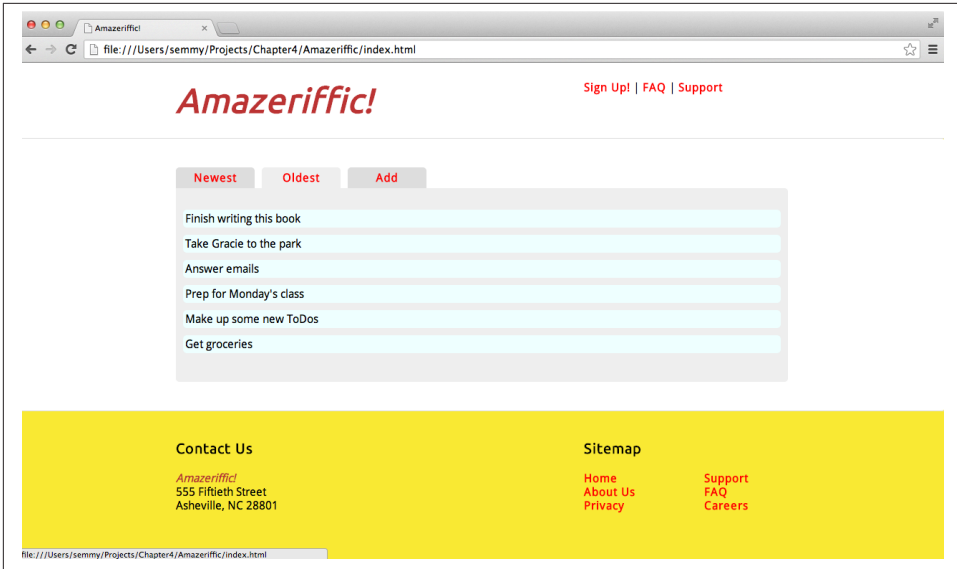 Amazeriffic!
file:///Users/semmy/Projects/Chapter4/Amazeriffic/index.html
Amazeriffic!
Sign Up! | FAQ | Support
Newest Oldest Add
Finish writing this book
Take Gracie to the park
Answer emails
Prep for Monday's class
Make up some new ToDos
Get groceries
Contact Us
Amazeriffic!
555 Fiftieth Street
Asheville, NC 28801
Sitemap
Home Support
About Us FAQ
Privacy Careers
file:///Users/semmy/Projects/Chapter4/Amazeriffic/index.html